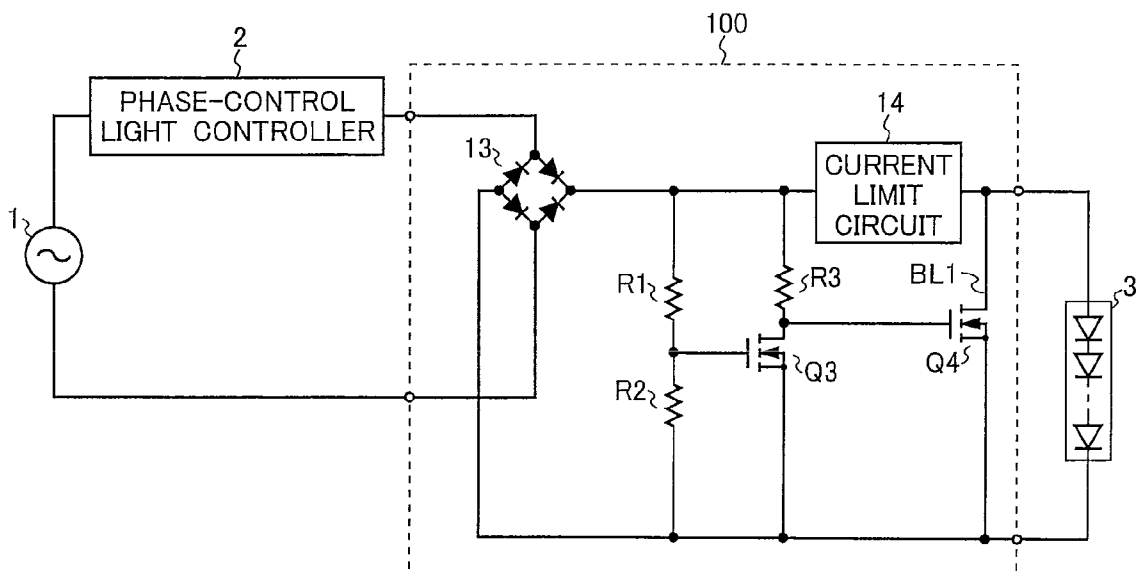 100
2
PHASE-CONTROL
LIGHT CONTROLLER
14
13
CURRENT
LIMIT
CIRCUIT
1
R1
R3
BL1
3
Q3
Q4
R2